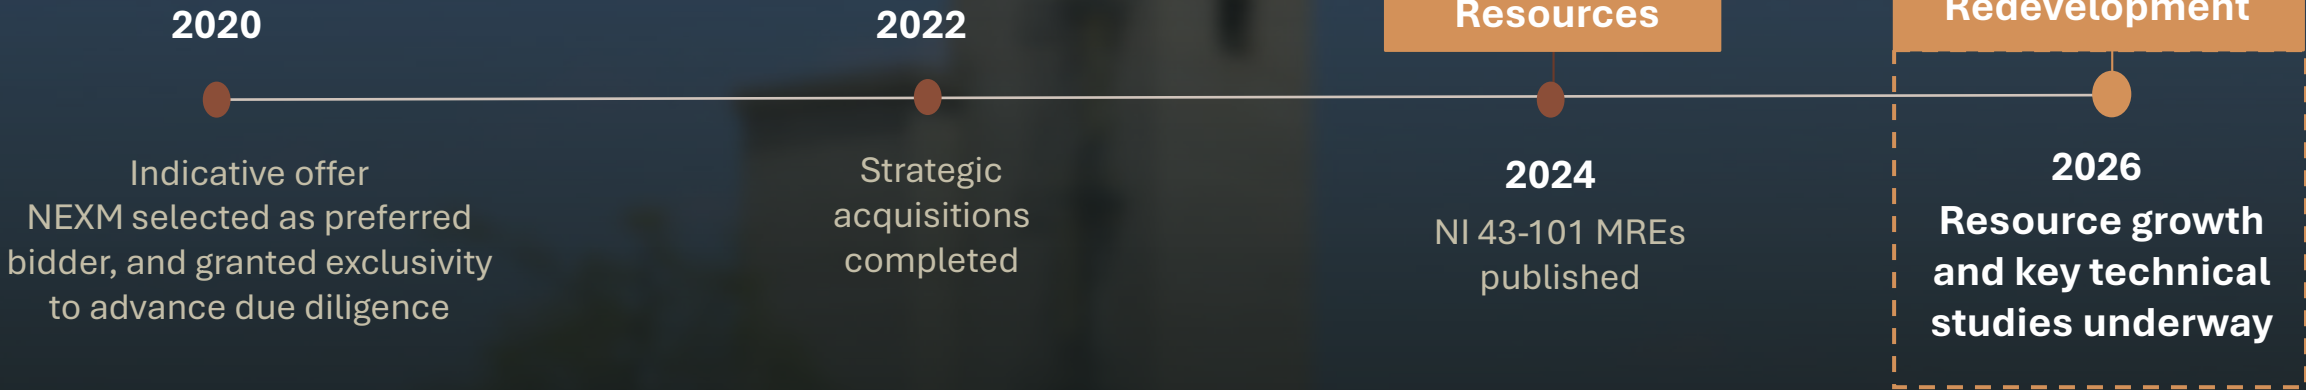 2020
Indicative offer
NEXM selected as preferred
bidder, and granted exclusivity
to advance due diligence
2022
Strategic
acquisitions
completed
Resources
2024
NI 43-101 MREs
published
Redevelopment
2026
Resource growth
and key technical
studies underway